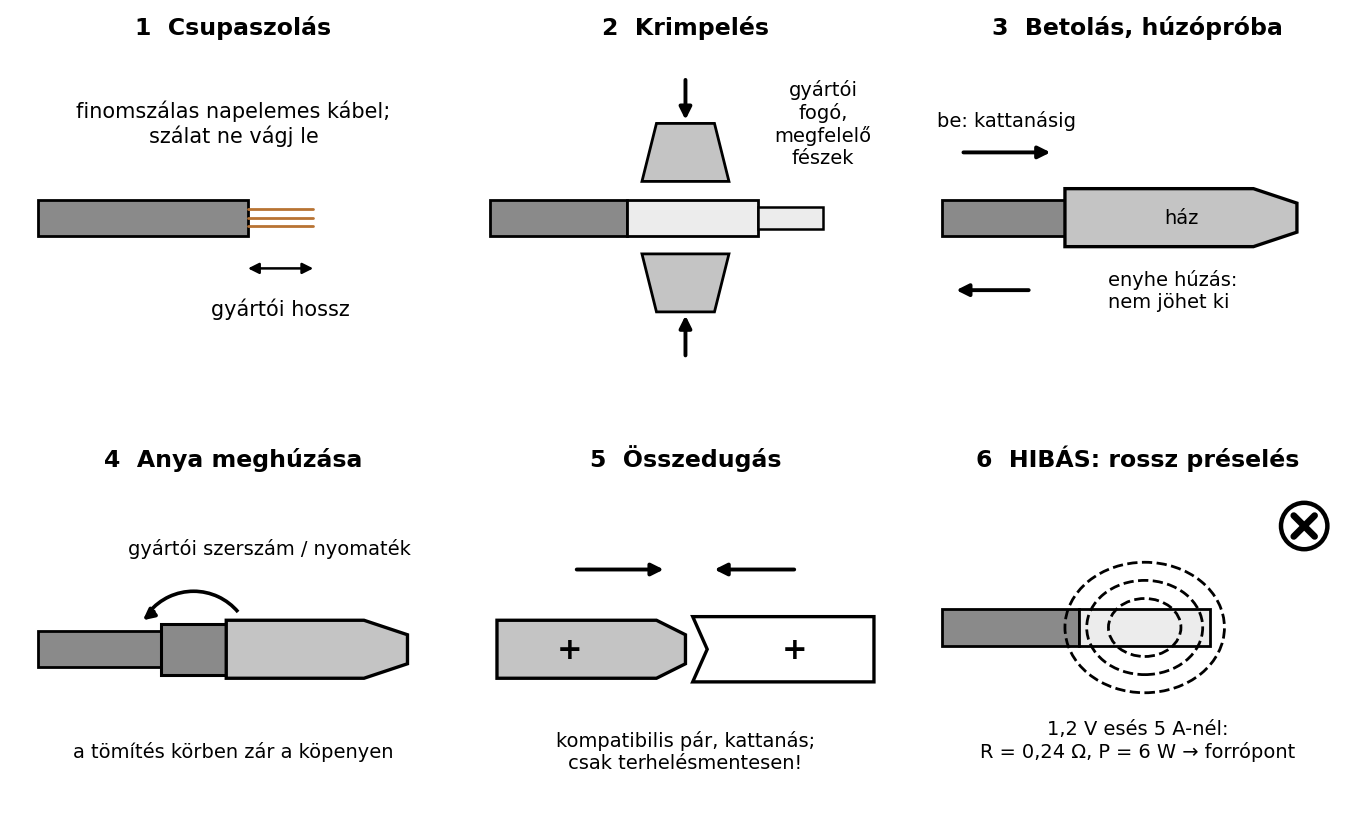 1  Csupaszolás
finomszálas napelemes kábel;
szálat ne vágj le
gyártói hossz
2  Krimpelés
gyártói
fogó,
megfelelő
fészek
3  Betolás, húzópróba
be: kattanásig
ház
enyhe húzás:
nem jöhet ki
4  Anya meghúzása
gyártói szerszám / nyomaték
a tömítés körben zár a köpenyen
5  Összedugás
+
+
kompatibilis pár, kattanás;
csak terhelésmentesen!
6  HIBÁS: rossz préselés
1,2 V esés 5 A-nél:
R = 0,24 Ω, P = 6 W → forrópont